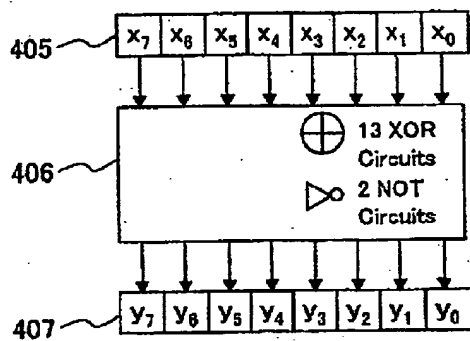 405 x₇ x₆ x₅ x₄ x₃ x₂ x₁ x₀
13 XOR
Circuits
406
2 NOT
Circuits
407 y₇ y₆ y₅ y₄ y₃ y₂ y₁ y₀